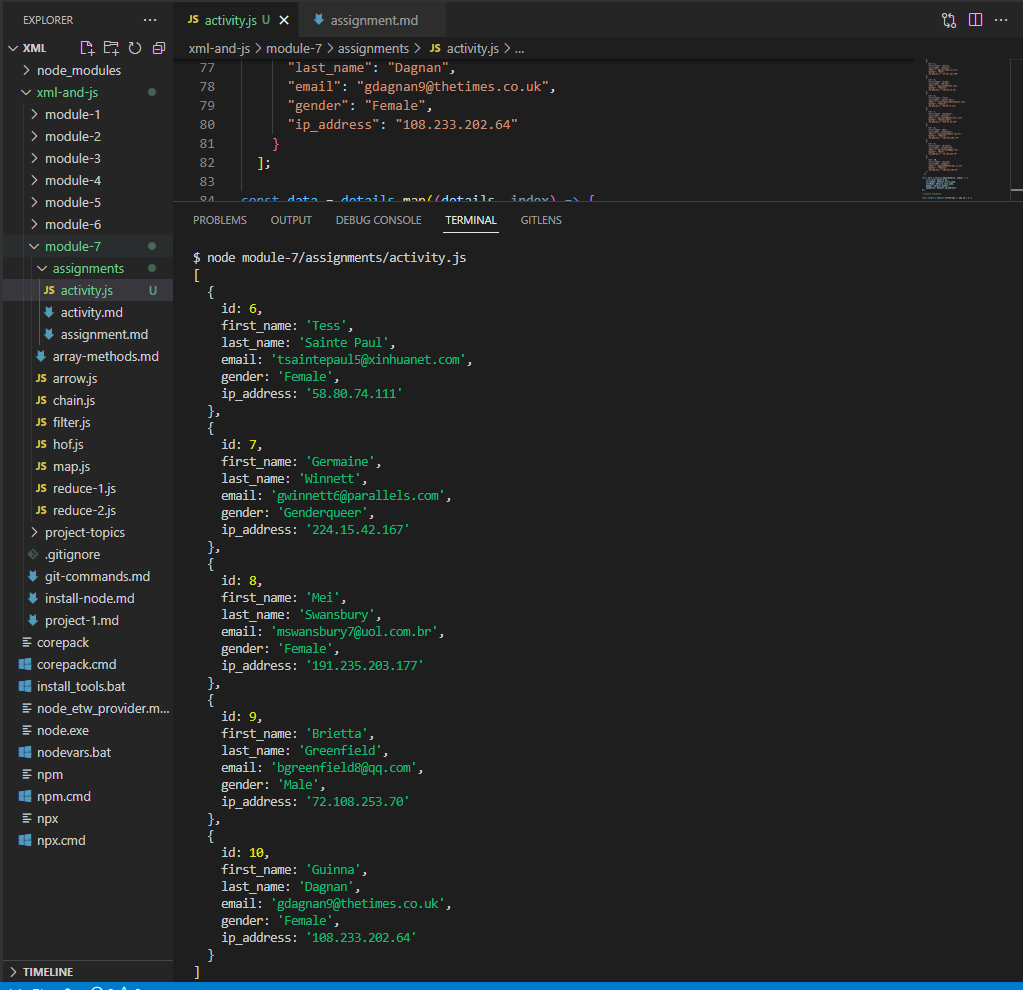 EXPLORER
XML
node_modules
xml-and-js
module-1
module-2
module-3
module-4
module-5
module-6
module-7
assignments
JS activity.js U
activity.md
assignment.md
array-methods.md
JS arrow.js
JS chain.js
JS filter.js
JS hof.js
JS map.js
JS reduce-1.js
JS reduce-2.js
project-topics
.gitignore
git-commands.md
install-node.md
project-1.md
corepack
corepack.cmd
install_tools.bat
node_etw_provider.m...
node.exe
nodevars.bat
npm
npm.cmd
npx
npx.cmd
TIMELINE
JS activity.js U
assignment.md
xml-and-js > module-7 > assignments > JS activity.js > ...
77 "last_name": "Dagnan",
78 "email": "gdagnan9@thetimes.co.uk",
79 "gender": "Female",
80 "ip_address": "108.233.202.64"
81 }
82 ];
83
84 const data = details.map((details, index) => {
PROBLEMS OUTPUT DEBUG CONSOLE TERMINAL GITLENS
$ node module-7/assignments/activity.js
[
{
id: 6,
first_name: 'Tess',
last_name: 'Sainte Paul',
email: 'tsaintepaul5@xinhuanet.com',
gender: 'Female',
ip_address: '58.80.74.111'
},
{
id: 7,
first_name: 'Germaine',
last_name: 'Winnett',
email: 'gwinnett6@parallels.com',
gender: 'Genderqueer',
ip_address: '224.15.42.167'
},
{
id: 8,
first_name: 'Mei',
last_name: 'Swansbury',
email: 'mswansbury7@uol.com.br',
gender: 'Female',
ip_address: '191.235.203.177'
},
{
id: 9,
first_name: 'Brietta',
last_name: 'Greenfield',
email: 'bgreenfield8@qq.com',
gender: 'Male',
ip_address: '72.108.253.70'
},
{
id: 10,
first_name: 'Guinna',
last_name: 'Dagnan',
email: 'gdagnan9@thetimes.co.uk',
gender: 'Female',
ip_address: '108.233.202.64'
}
]